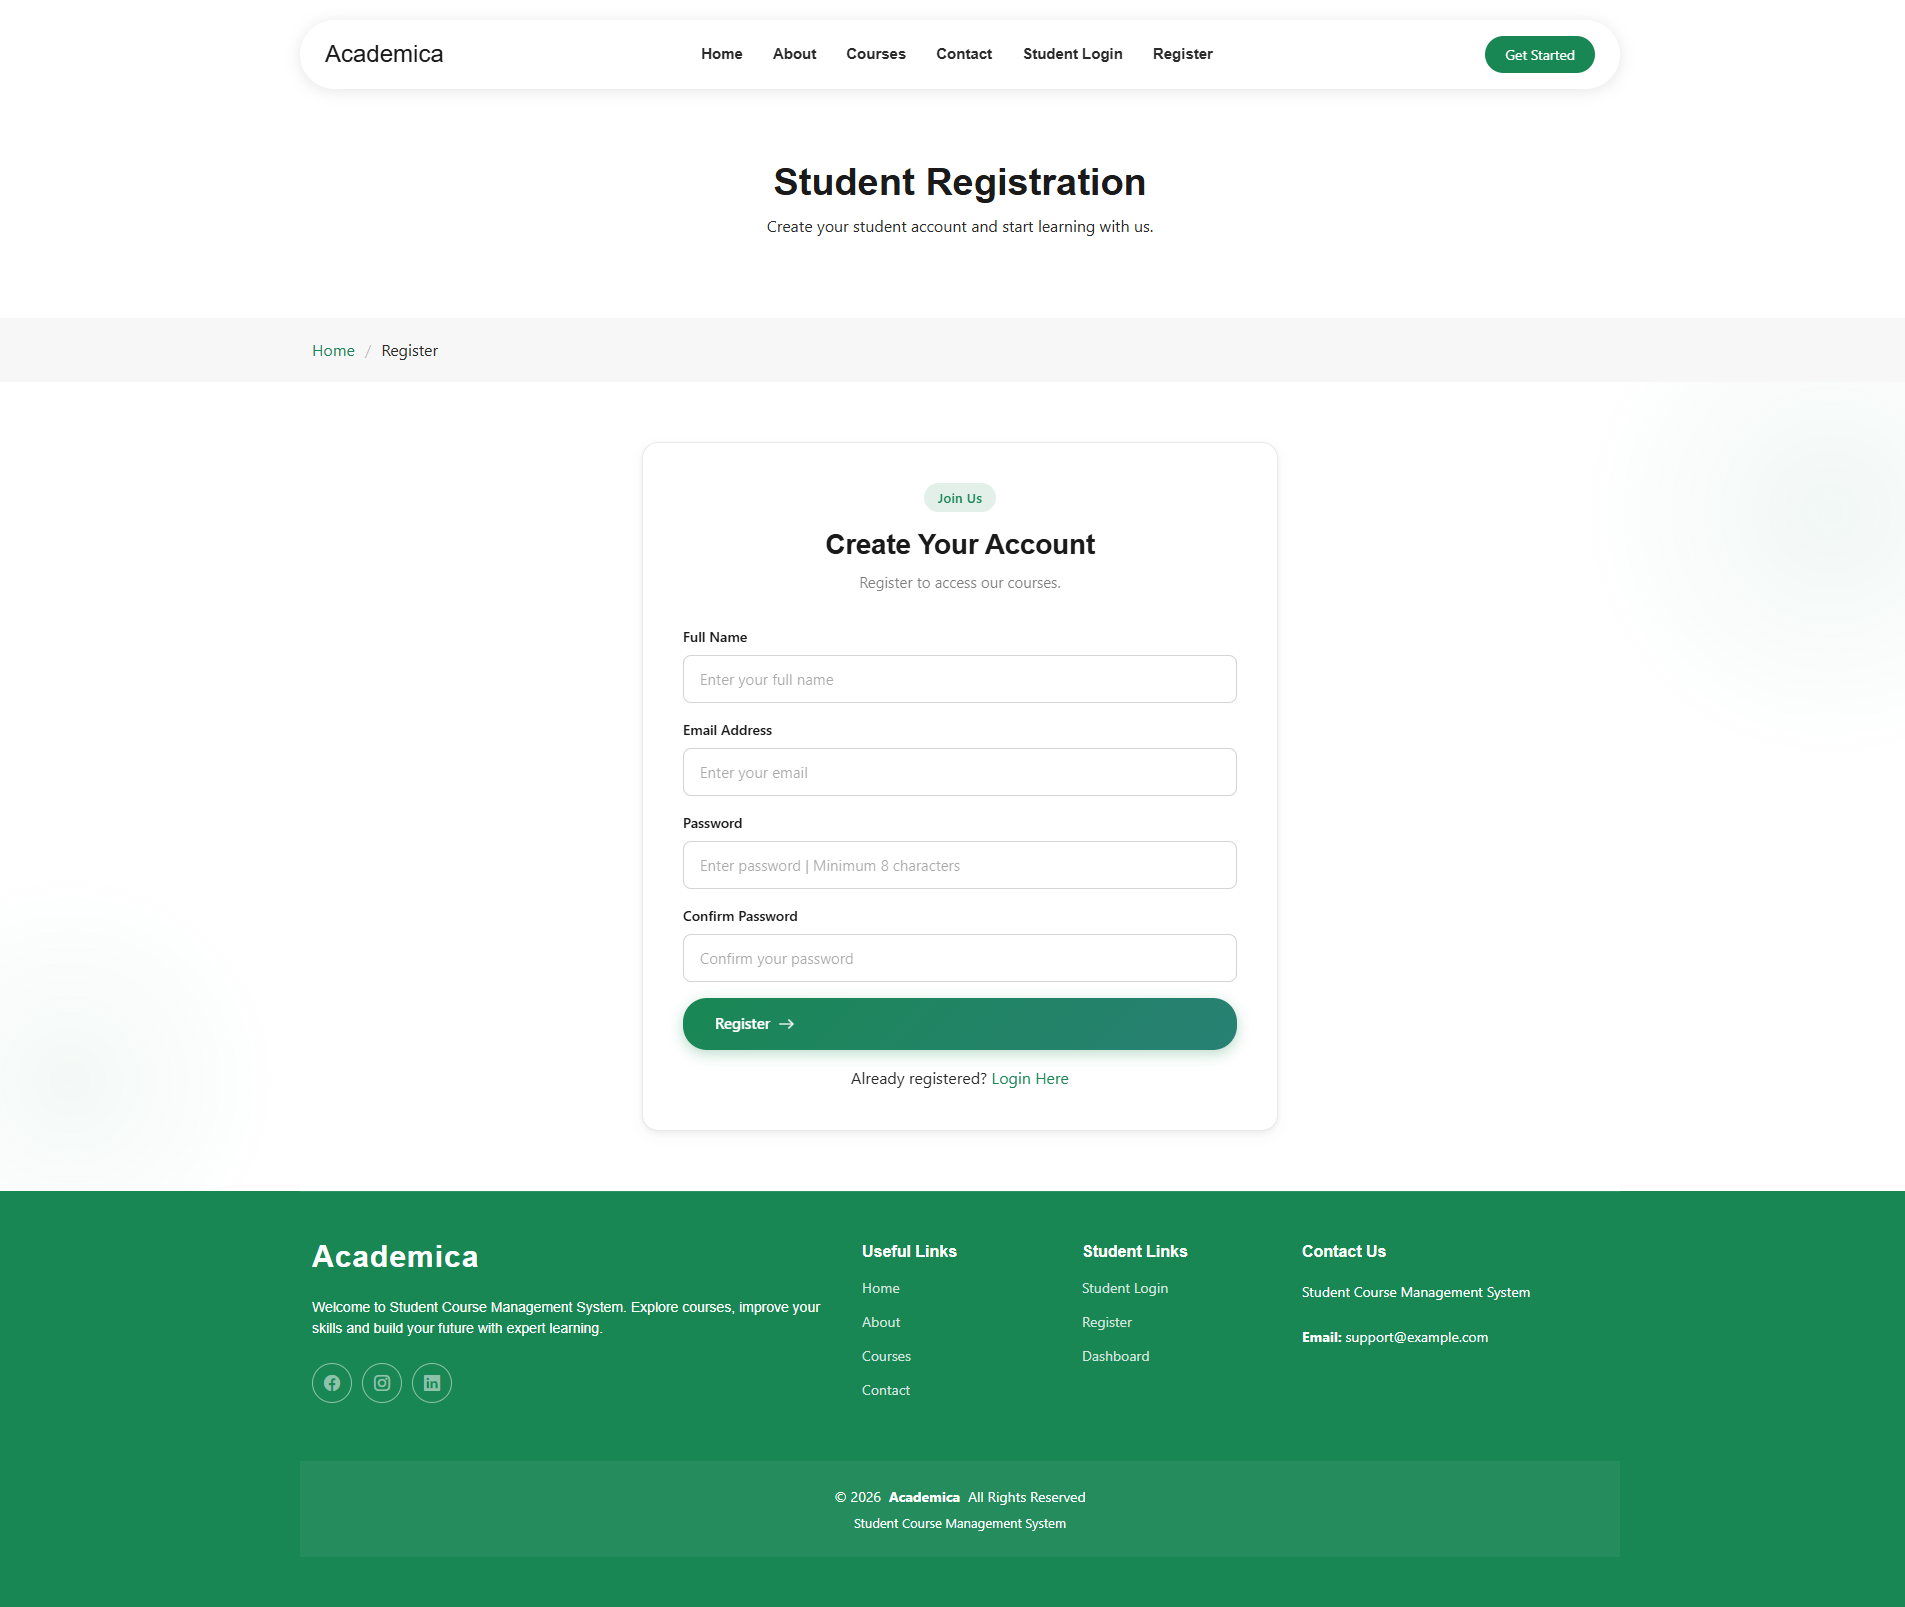 Academica
Home About Courses Contact Student Login Register
Get Started
Student Registration
Create your student account and start learning with us.
Home / Register
Join Us
Create Your Account
Register to access our courses.
Full Name
Enter your full name
Email Address
Enter your email
Password
Enter password | Minimum 8 characters
Confirm Password
Confirm your password
Register →
Already registered? Login Here
Academica
Welcome to Student Course Management System. Explore courses, improve your
skills and build your future with expert learning.
Useful Links
Home
About
Courses
Contact
Student Links
Student Login
Register
Dashboard
Contact Us
Student Course Management System
Email: support@example.com
© 2026 Academica All Rights Reserved
Student Course Management System